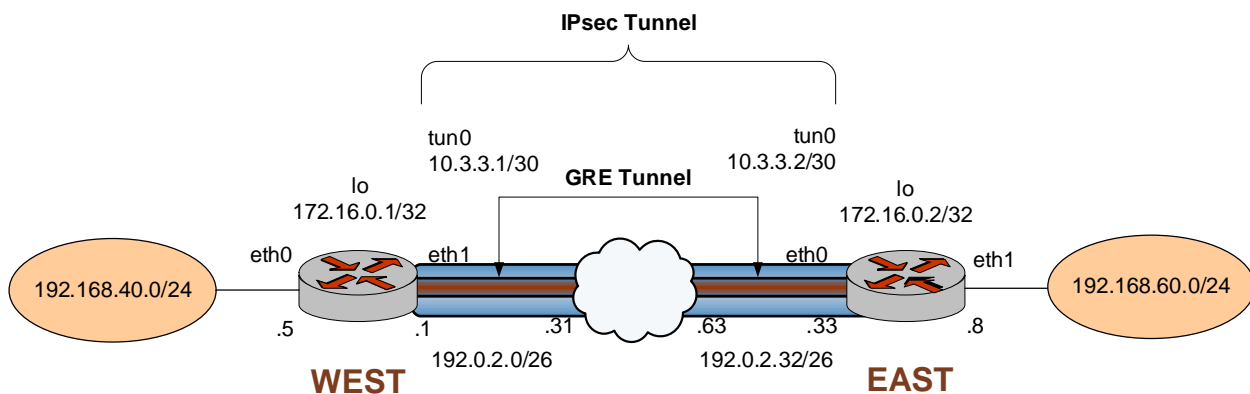 IPsec Tunnel
tun0
10.3.3.1/30
tun0
10.3.3.2/30
GRE Tunnel
lo
172.16.0.1/32
lo
172.16.0.2/32
eth0
eth1
eth0
eth1
192.168.40.0/24
192.168.60.0/24
.5
.1
.31
.63
.33
.8
192.0.2.0/26
192.0.2.32/26
WEST
EAST